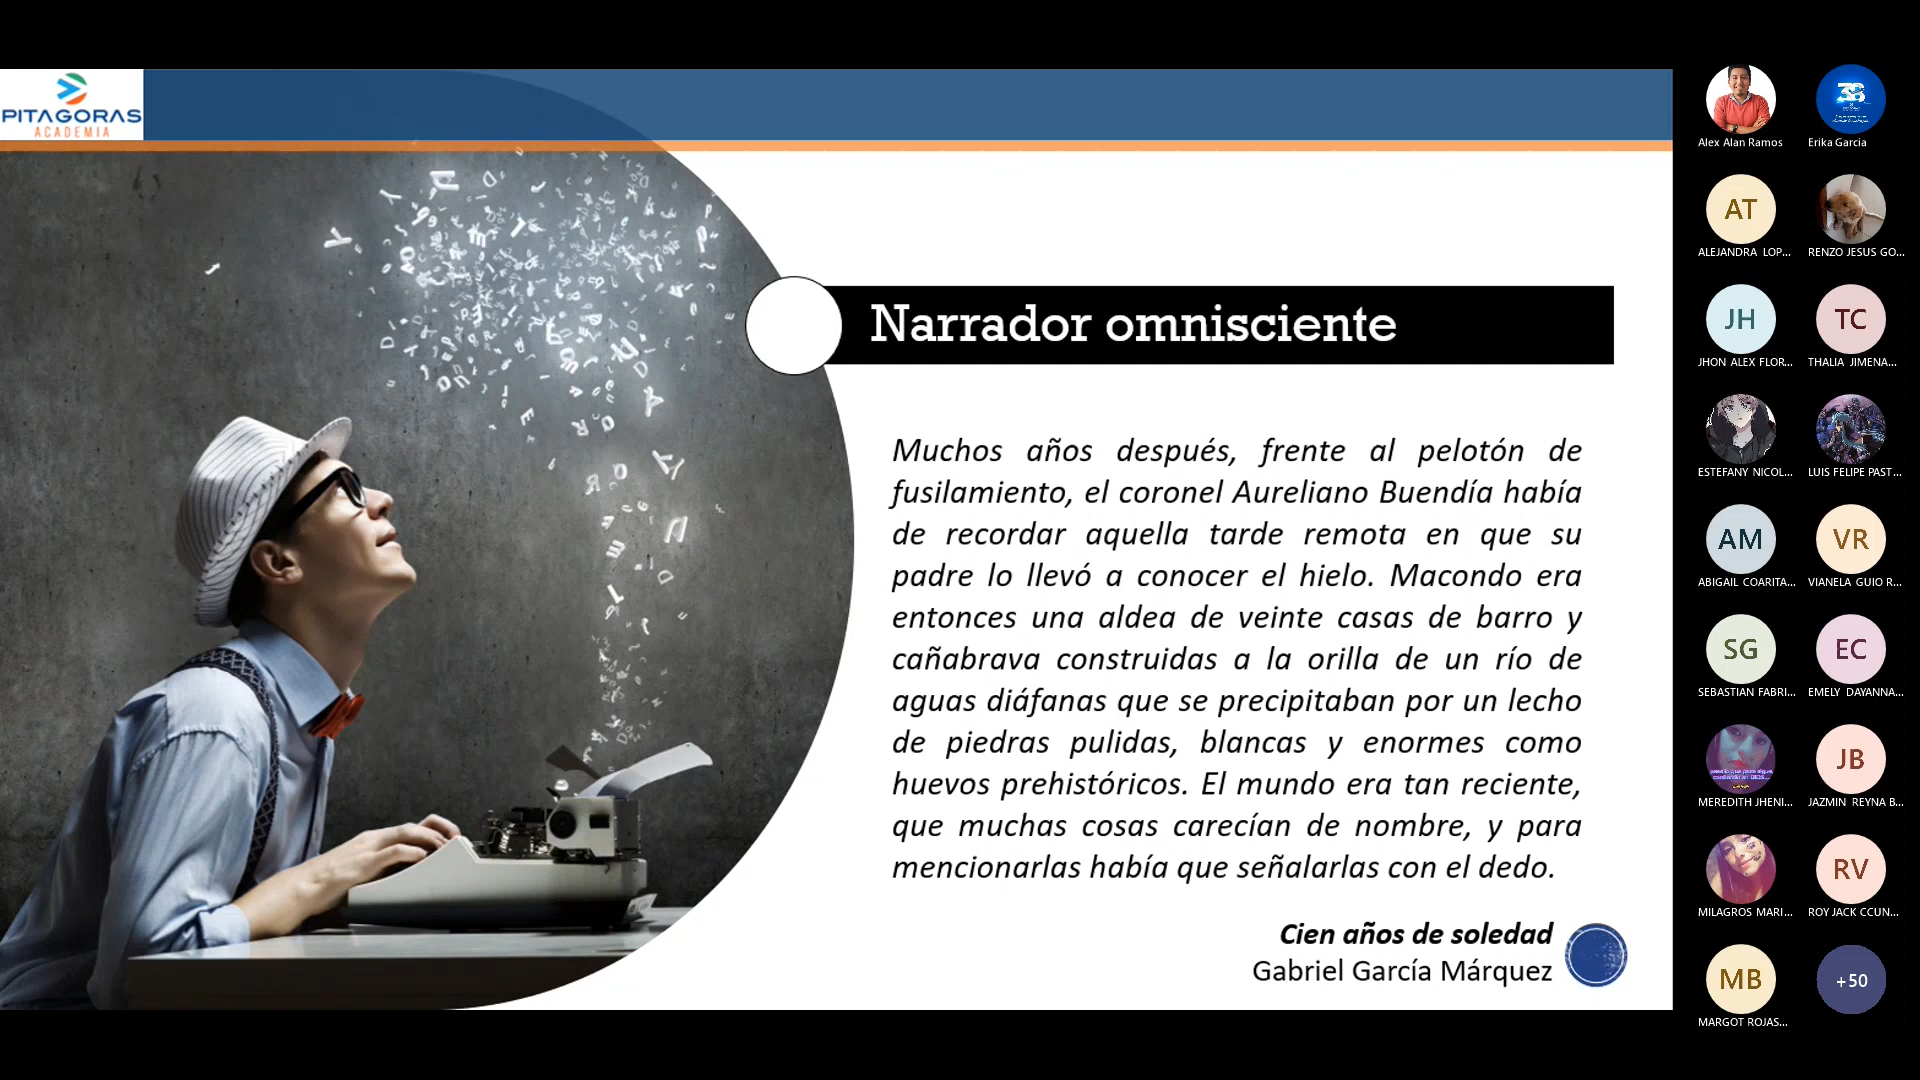 PITAGORAS
ACADEMIA
Narrador omnisciente
Muchos años después, frente al pelotón de
fusilamiento, el coronel Aureliano Buendía había
de recordar aquella tarde remota en que su
padre lo llevó a conocer el hielo. Macondo era
entonces una aldea de veinte casas de barro y
cañabrava construidas a la orilla de un río de
aguas diáfanas que se precipitaban por un lecho
de piedras pulidas, blancas y enormes como
huevos prehistóricos. El mundo era tan reciente,
que muchas cosas carecían de nombre, y para
mencionarlas había que señalarlas con el dedo.
Cien años de soledad
Gabriel García Márquez
Alex Alan Ramos
Erika Garcia
AT
ALEJANDRA LOP...
RENZO JESUS GO...
JH
JHON ALEX FLOR...
TC
THALIA JIMENA...
ESTEFANY NICOL...
LUIS FELIPE PAST...
AM
ABIGAIL COARITA...
VR
VIANELA GUIO R...
SG
SEBASTIAN FABRI...
EC
EMELY DAYANNA...
MEREDITH JHENI...
JB
JAZMIN REYNA B...
MILAGROS MARI...
RV
ROY JACK CCUN...
MB
MARGOT ROJAS...
+50